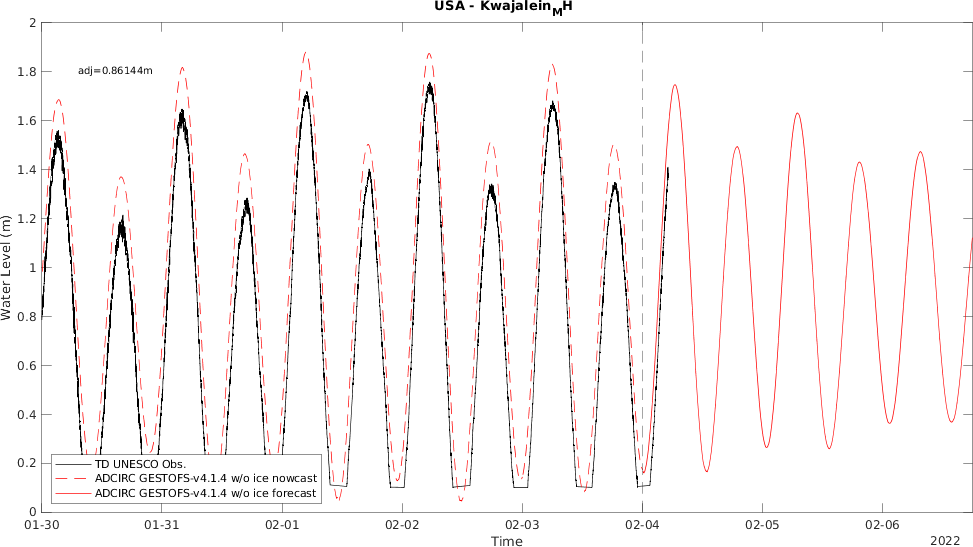 USA - Kwajalein_MH
2
1.8
adj=0.86144m
1.6
1.4
1.2
1
0.8
0.6
0.4
0.2
0
Water Level (m)
TD UNESCO Obs.
ADCIRC GESTOFS-v4.1.4 w/o ice nowcast
ADCIRC GESTOFS-v4.1.4 w/o ice forecast
01-30 01-31 02-01 02-02 02-03 02-04 02-05 02-06
Time
2022